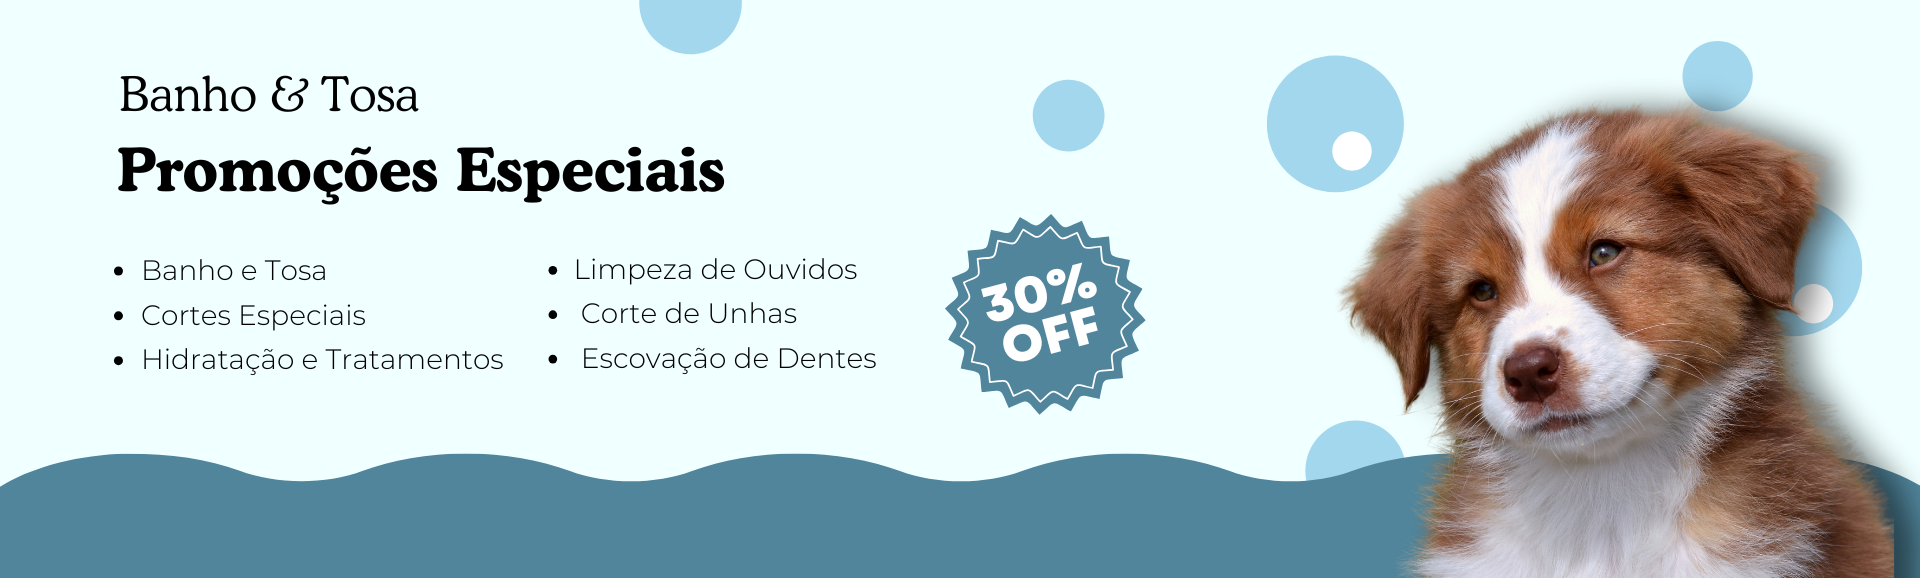 Banho & Tosa
Promoções Especiais
• Banho e Tosa
• Cortes Especiais
• Hidratação e Tratamentos
• Limpeza de Ouvidos
• Corte de Unhas
• Escovação de Dentes
30%
OFF